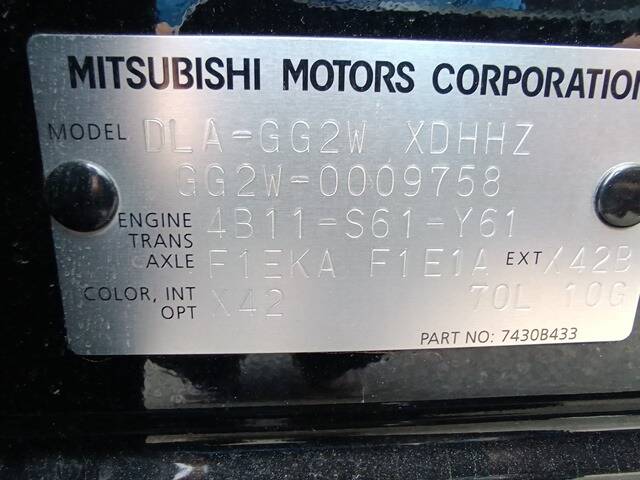 MITSUBISHI MOTORS CORPORATION
MODEL DLA-GG2W XDHHZ
GG2W-0009758
ENGINE 4B11-S61-Y61
TRANS
AXLE F1EKA F1E1A EXT X42B
COLOR, INT X42 70L 10G
OPT
PART NO: 7430B433